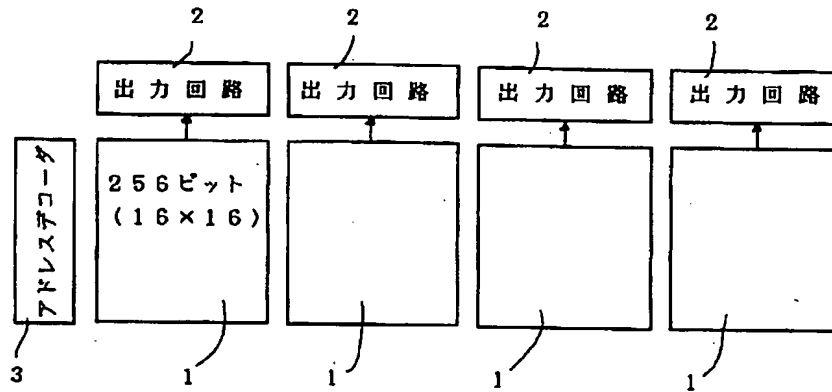 2 2 2 2
出力回路 出力回路 出力回路 出力回路
アドレスデコーダ
256ビット
(16×16)
3 1 1 1 1